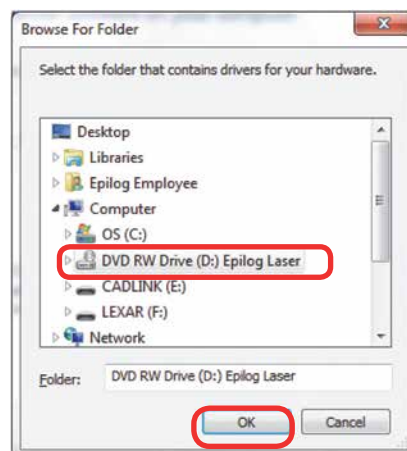 Browse For Folder
Select the folder that contains drivers for your hardware.
Desktop
Libraries
Epilog Employee
Computer
OS (C:)
DVD RW Drive (D:) Epilog Laser
CADLINK (E:)
LEXAR (F:)
Network
Folder: DVD RW Drive (D:) Epilog Laser
OK Cancel